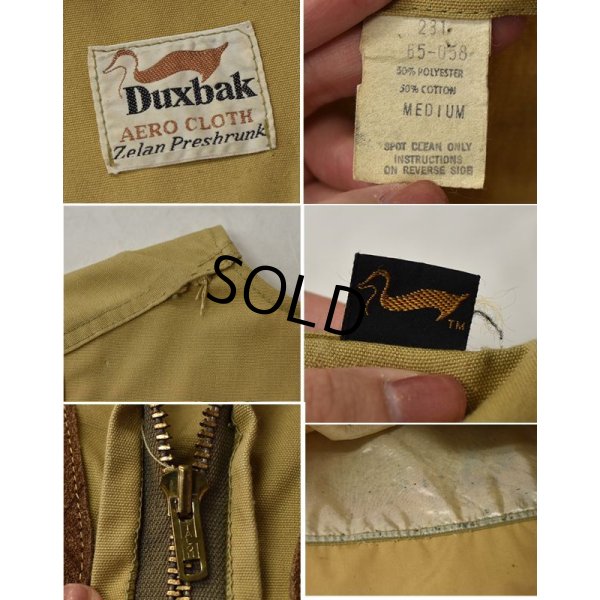 Duxbak
AERO CLOTH
Zelan Preshrunk
231
65-058
50% POLYESTER
50% COTTON
MEDIUM
SPOT CLEAN ONLY
INSTRUCTIONS
ON REVERSE SIDE
SOLD
TM